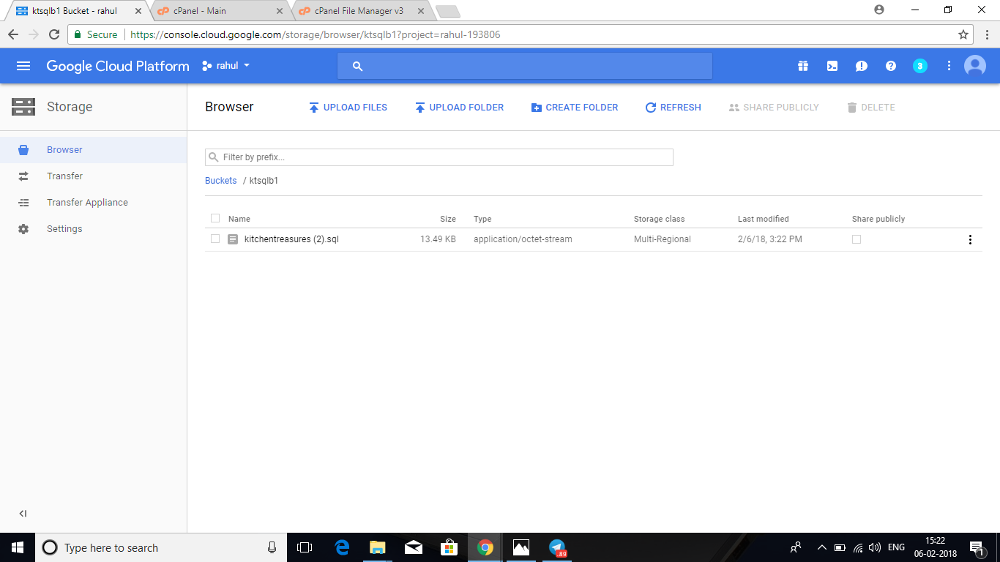 ktsqlb1 Bucket - rahul
cPanel - Main
cPanel File Manager v3
Secure https://console.cloud.google.com/storage/browser/ktsqlb1?project=rahul-193806
Google Cloud Platform rahul 3
Storage
Browser
Transfer
Transfer Appliance
Settings
Browser UPLOAD FILES UPLOAD FOLDER CREATE FOLDER REFRESH SHARE PUBLICLY DELETE
Filter by prefix...
Buckets / ktsqlb1
Name Size Type Storage class Last modified Share publicly
kitchentreasures (2).sql 13.49 KB application/octet-stream Multi-Regional 2/6/18, 3:22 PM
Type here to search
89
ENG
15:22
06-02-2018
1